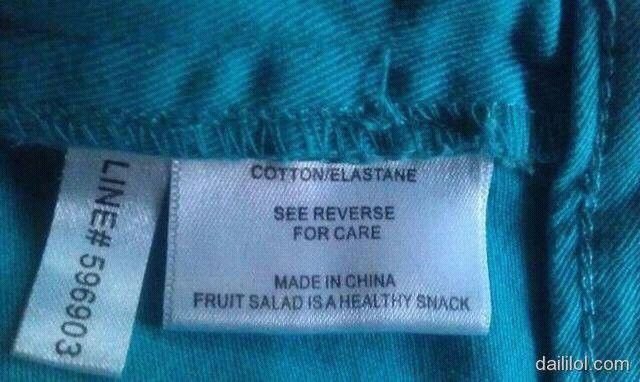 COTTON/ELASTANE
SEE REVERSE
FOR CARE
MADE IN CHINA
FRUIT SALAD IS A HEALTHY SNACK
LINE# 596903
daililol.com